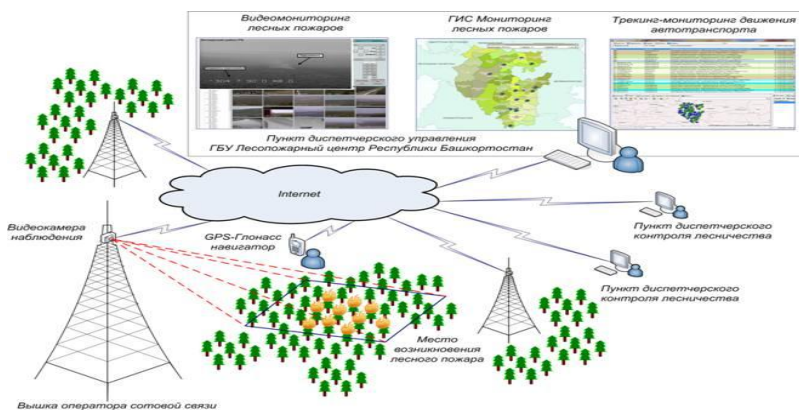 Видеомониторинг
лесных пожаров
ГИС Мониторинг
лесных пожаров
Трекинг-мониторинг движения
автотранспорта
Пункт диспетчерского управления
ГБУ Лесопожарный центр Республики Башкортостан
Internet
Видеокамера
наблюдения
GPS-Глонасс
навигатор
Пункт диспетчерского
контроля лесничества
Пункт диспетчерского
контроля лесничества
Место
возникновения
лесного пожара
Вышка оператора сотовой связи